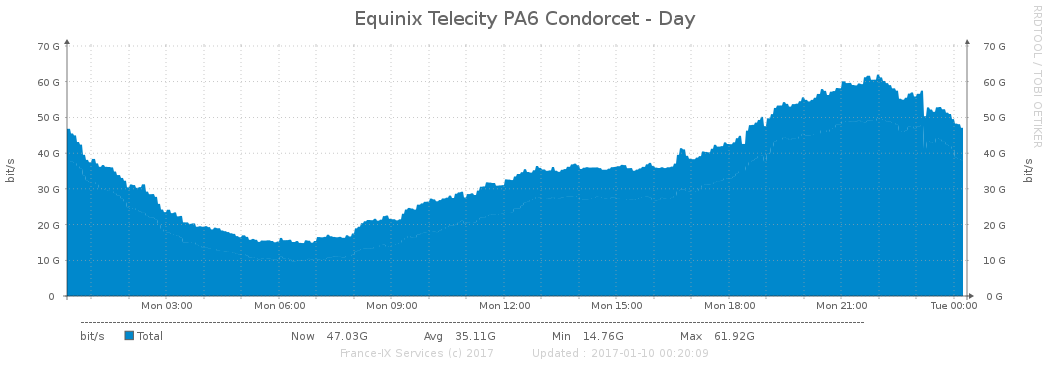 Equinix Telecity PA6 Condorcet - Day
RRDTOOL / TOBI OETIKER
bit/s
70 G 70 G
60 G 60 G
50 G 50 G
40 G 40 G
30 G 30 G
20 G 20 G
10 G 10 G
0 0 G
bit/s
Mon 03:00 Mon 06:00 Mon 09:00 Mon 12:00 Mon 15:00 Mon 18:00 Mon 21:00 Tue 00:00
bit/s Total Now 47.03G Avg 35.11G Min 14.76G Max 61.92G
France-IX Services (c) 2017 Updated : 2017-01-10 00:20:09